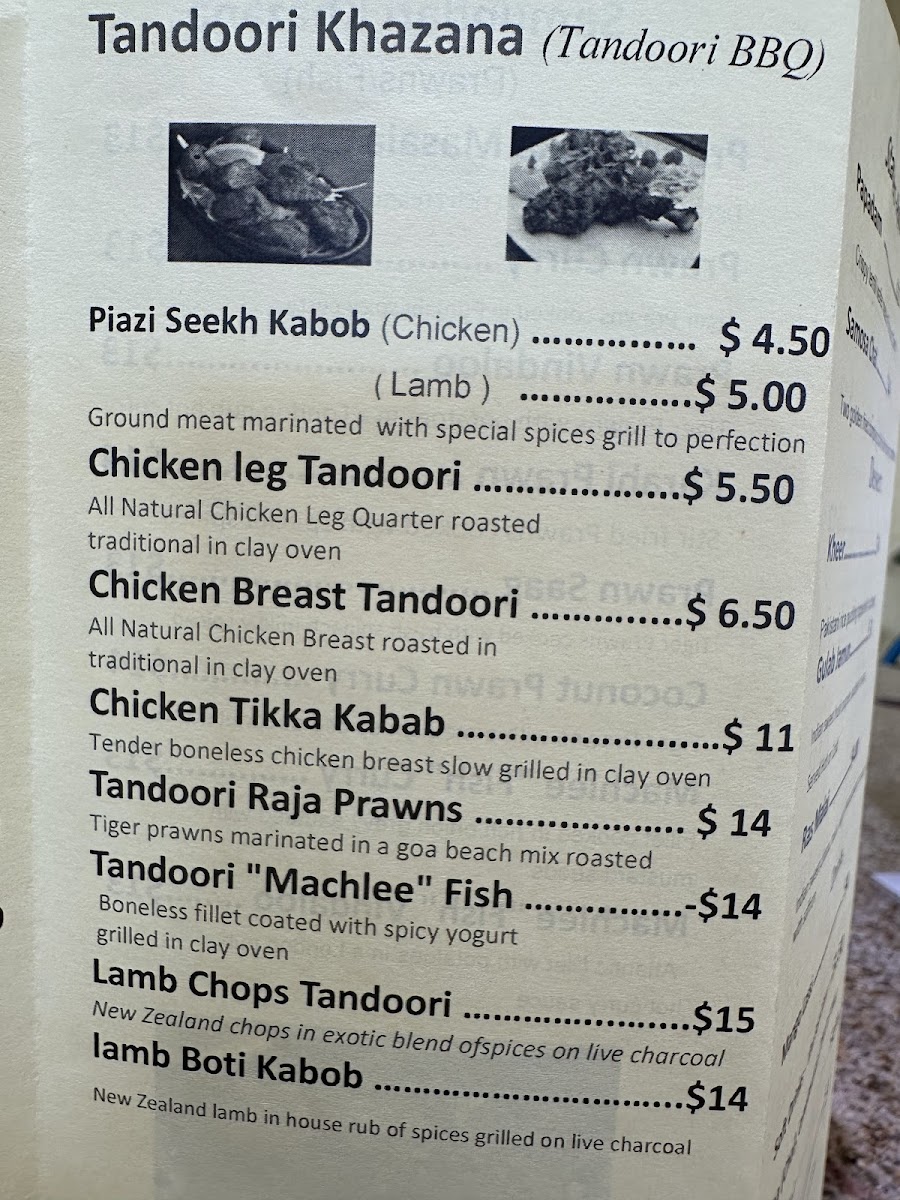 Tandoori Khazana (Tandoori BBQ)
Piazi Seekh Kabob (Chicken) ................ $ 4.50
( Lamb ) .................$ 5.00
Ground meat marinated with special spices grill to perfection
Chicken leg Tandoori .....................$ 5.50
All Natural Chicken Leg Quarter roasted
traditional in clay oven
Chicken Breast Tandoori ...............$ 6.50
All Natural Chicken Breast roasted in
traditional in clay oven
Chicken Tikka Kabab ...........................$ 11
Tender boneless chicken breast slow grilled in clay oven
Tandoori Raja Prawns ..................... $ 14
Tiger prawns marinated in a goa beach mix roasted
Tandoori "Machlee" Fish ................-$14
Boneless fillet coated with spicy yogurt
grilled in clay oven
Lamb Chops Tandoori .......................$15
New Zealand chops in exotic blend ofspices on live charcoal
lamb Boti Kabob ................................$14
New Zealand lamb in house rub of spices grilled on live charcoal
Papadam
Samosa
Kheer
Gulab Jamun